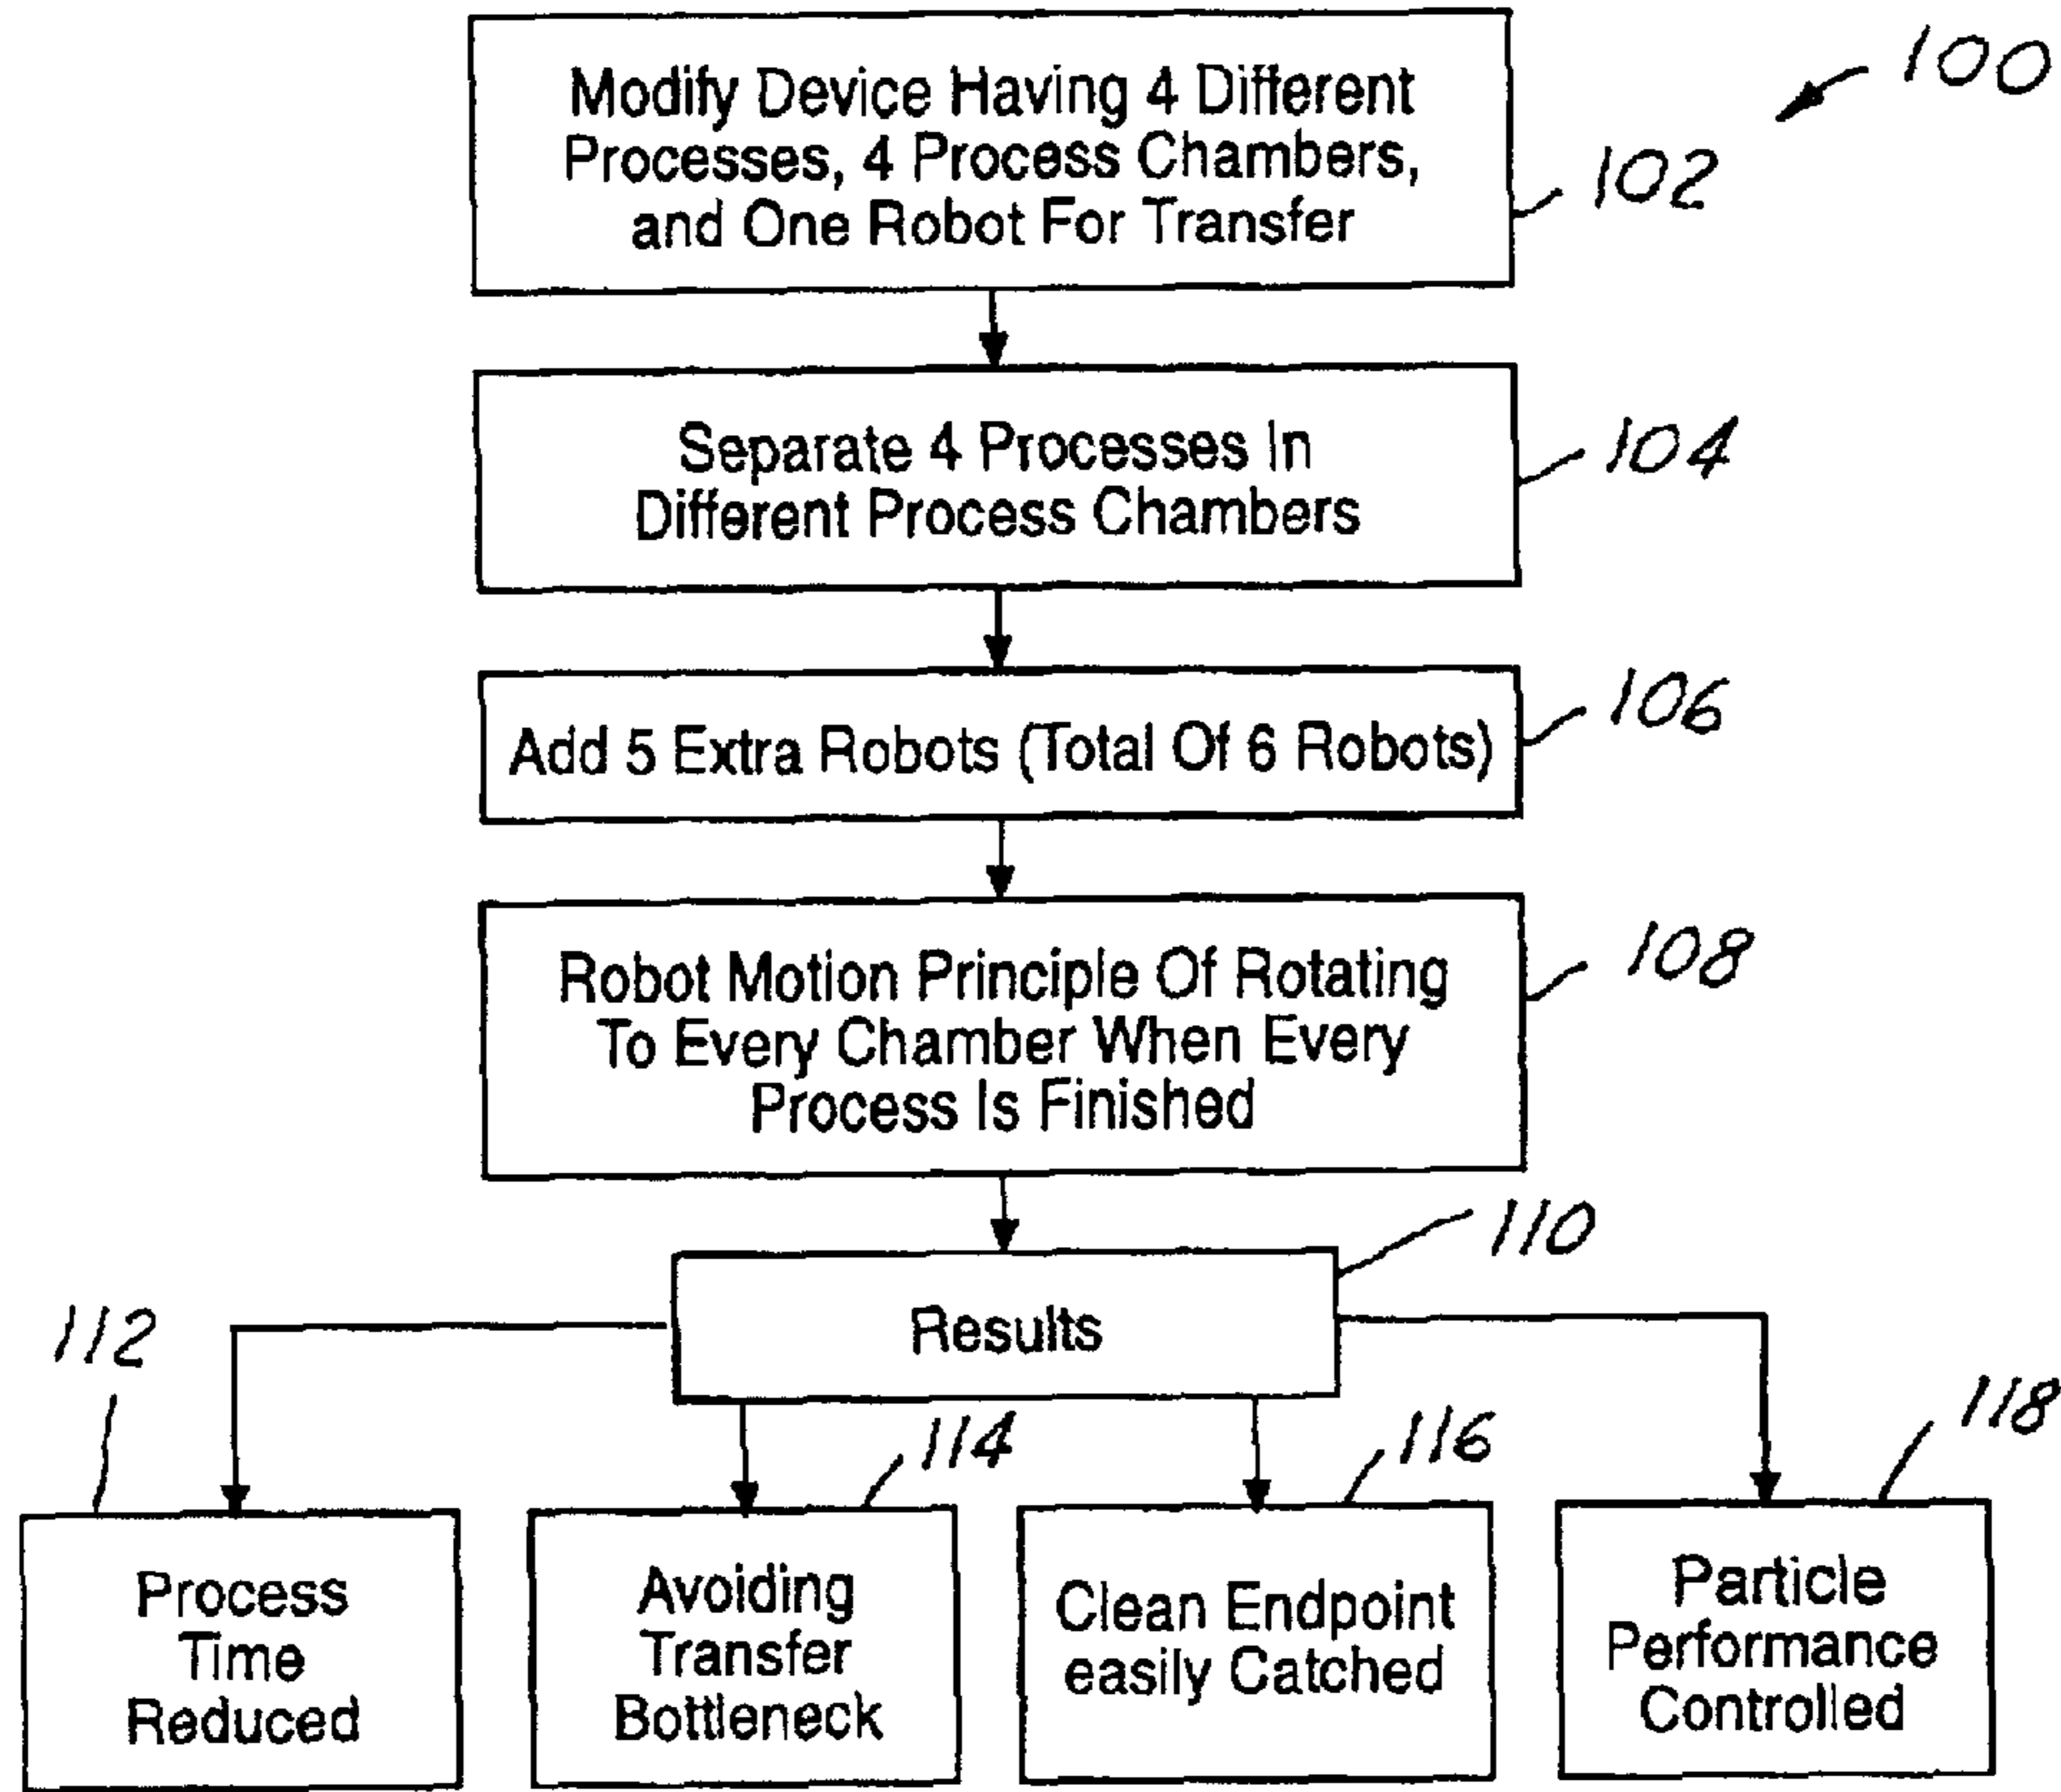 100
Modify Device Having 4 Different
Processes, 4 Process Chambers,
and One Robot For Transfer
102
Separate 4 Processes In
Different Process Chambers
104
Add 5 Extra Robots (Total Of 6 Robots)
106
Robot Motion Principle Of Rotating
To Every Chamber When Every
Process Is Finished
108
Results
110
112
Process
Time
Reduced
114
Avoiding
Transfer
Bottleneck
116
Clean Endpoint
easily Catched
118
Particle
Performance
Controlled